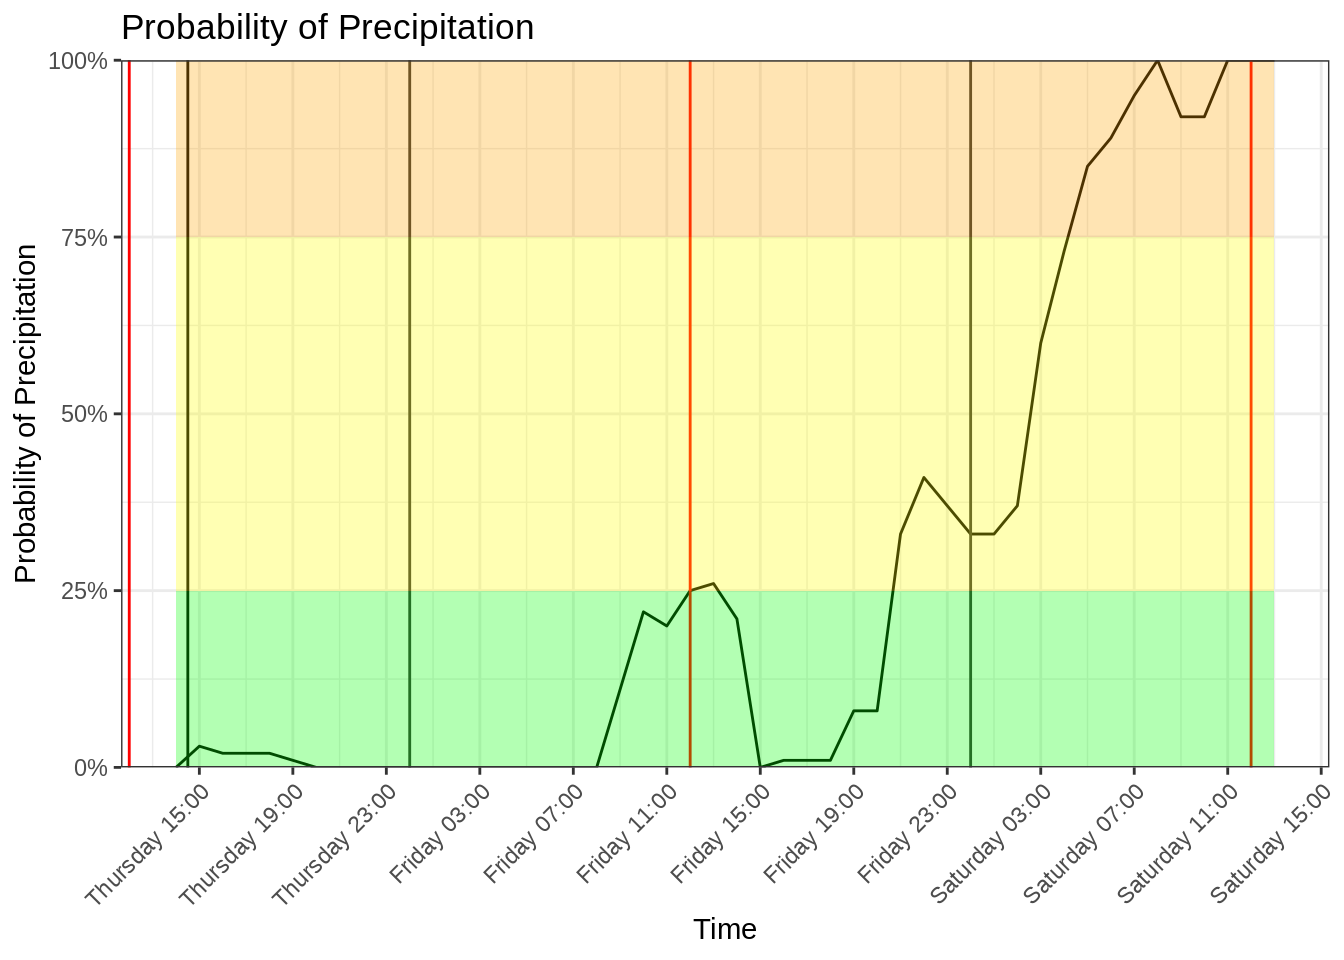 Probability of Precipitation
Probability of Precipitation
100%
75%
50%
25%
0%
Thursday 15:00
Thursday 19:00
Thursday 23:00
Friday 03:00
Friday 07:00
Friday 11:00
Friday 15:00
Friday 19:00
Friday 23:00
Saturday 03:00
Saturday 07:00
Saturday 11:00
Saturday 15:00
Time